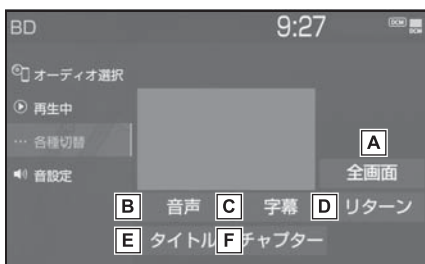 BD 9:27 DCM DCM
オーディオ選択
再生中
… 各種切替
音設定
A
全画面
B 音声 C 字幕 D リターン
E タイトル F チャプター